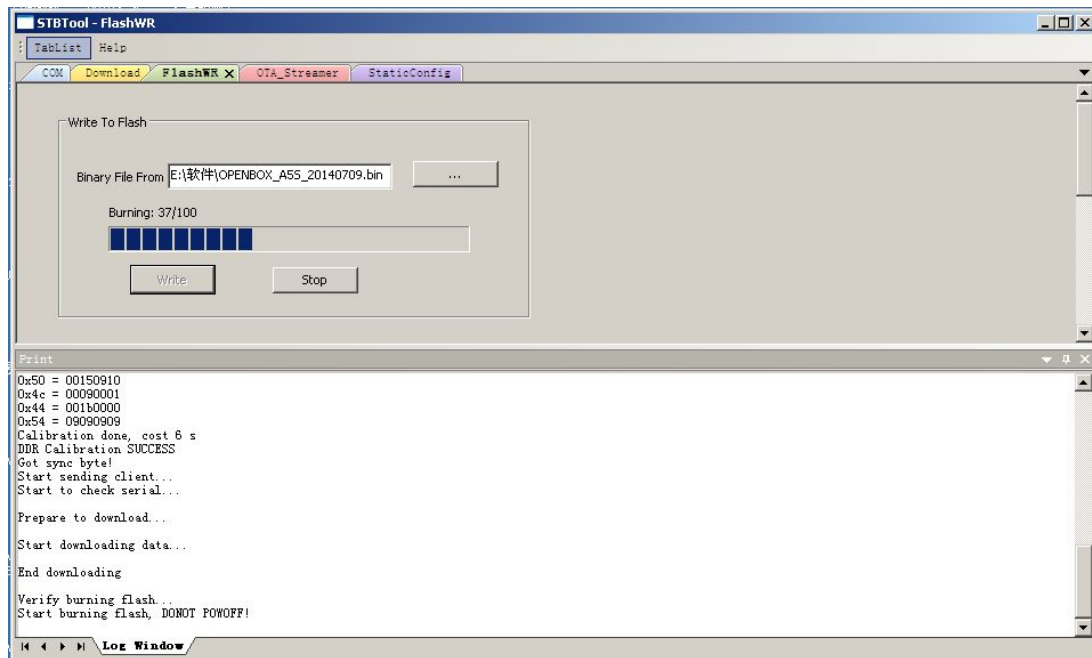 STBTool - FlashWR
TabList Help
COM Download FlashWR OTA_Streamer StaticConfig
Write To Flash
Binary File From E:\软件\OPENBOX_A5S_20140709.bin ...
Burning: 37/100
Write Stop
Print
0x50 = 00150910
0x4c = 00090001
0x44 = 001b0000
0x54 = 09090909
Calibration done, cost 6 s
DDR Calibration SUCCESS
Got sync byte!
Start sending client...
Start to check serial...
Prepare to download...
Start downloading data...
End downloading
Verify burning flash...
Start burning flash, DONOT POWOFF!
Log Window